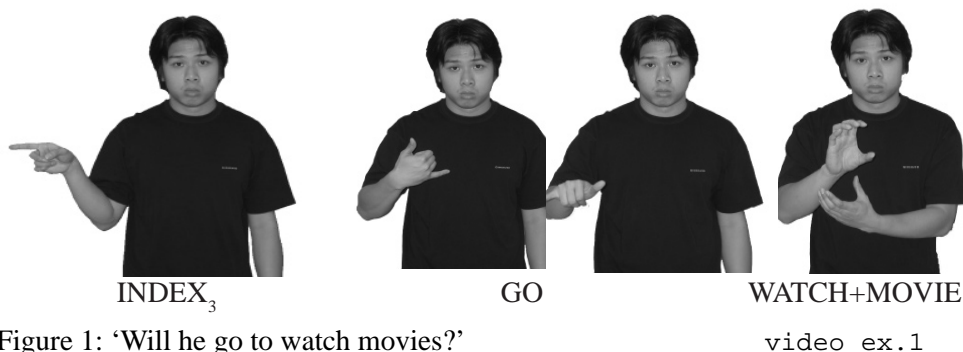 INDEX₃ GO WATCH+MOVIE
Figure 1: ‘Will he go to watch movies?’ video ex.1